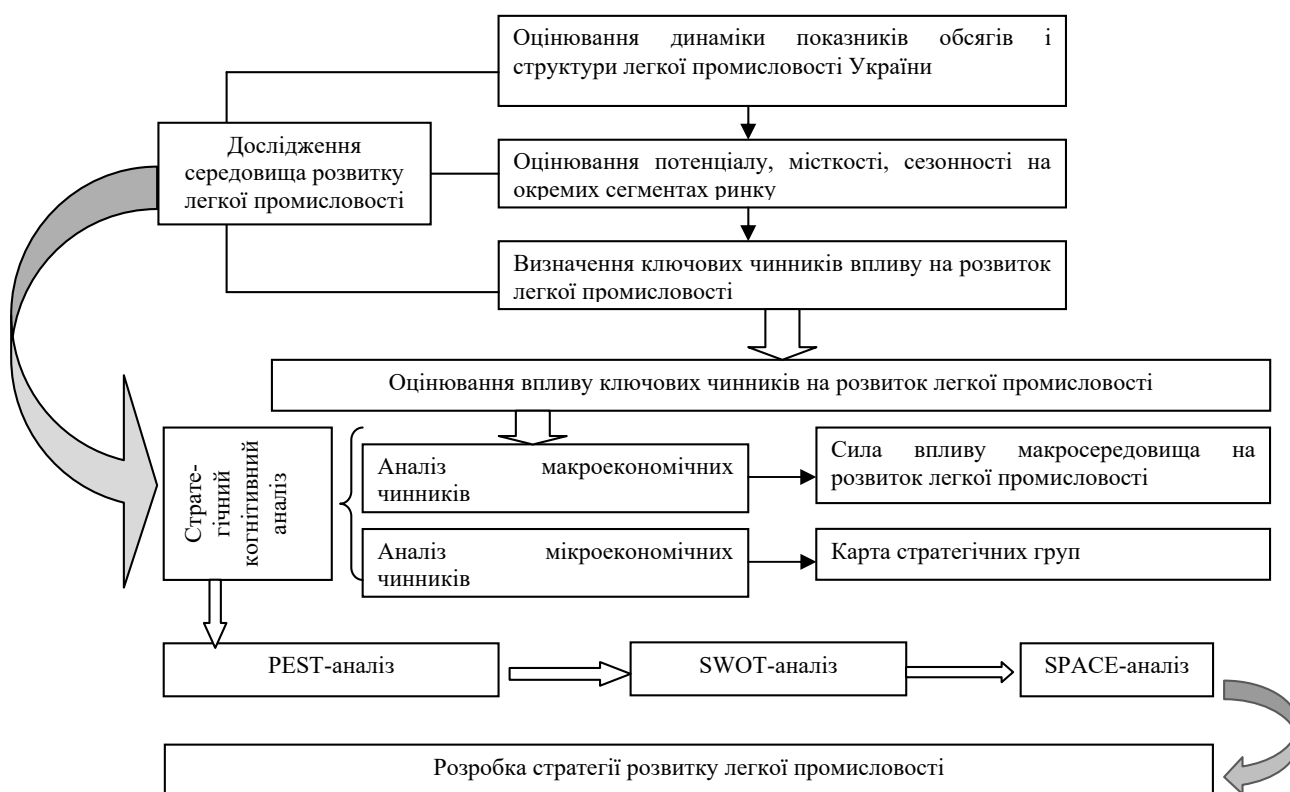 Оцінювання динаміки показників обсягів і
структури легкої промисловості України
Дослідження
середовища розвитку
легкої промисловості
Оцінювання потенціалу, місткості, сезонності на
окремих сегментах ринку
Визначення ключових чинників впливу на розвиток
легкої промисловості
Оцінювання впливу ключових чинників на розвиток легкої промисловості
Страте-
гічний
когнітивний
аналіз
Аналіз макроекономічних
чинників
Сила впливу макросередовища на
розвиток легкої промисловості
Аналіз мікроекономічних
чинників
Карта стратегічних груп
PEST-аналіз
SWOT-аналіз
SPACE-аналіз
Розробка стратегії розвитку легкої промисловості